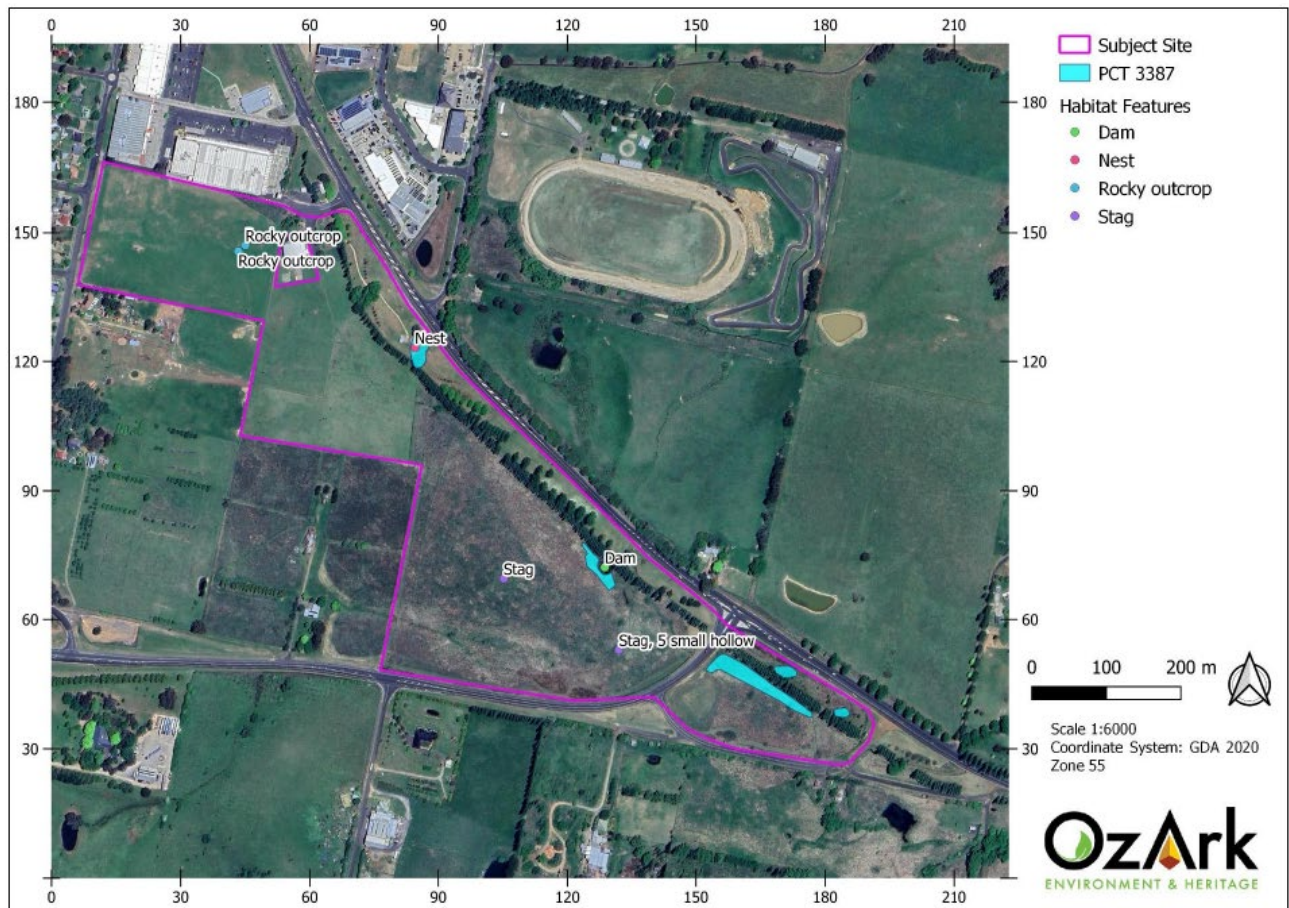 0 30 60 90 120 150 180 210
180 180
150 150
120 120
90 90
60 60
30 30
0 30 60 90 120 150 180 210
Rocky outcrop
Rocky outcrop
Nest
Dam
Stag
Stag, 5 small hollow
Subject Site
PCT 3387
Habitat Features
Dam
Nest
Rocky outcrop
Stag
0 100 200 m
Scale 1:6000
Coordinate System: GDA 2020
Zone 55
OzArk
ENVIRONMENT & HERITAGE